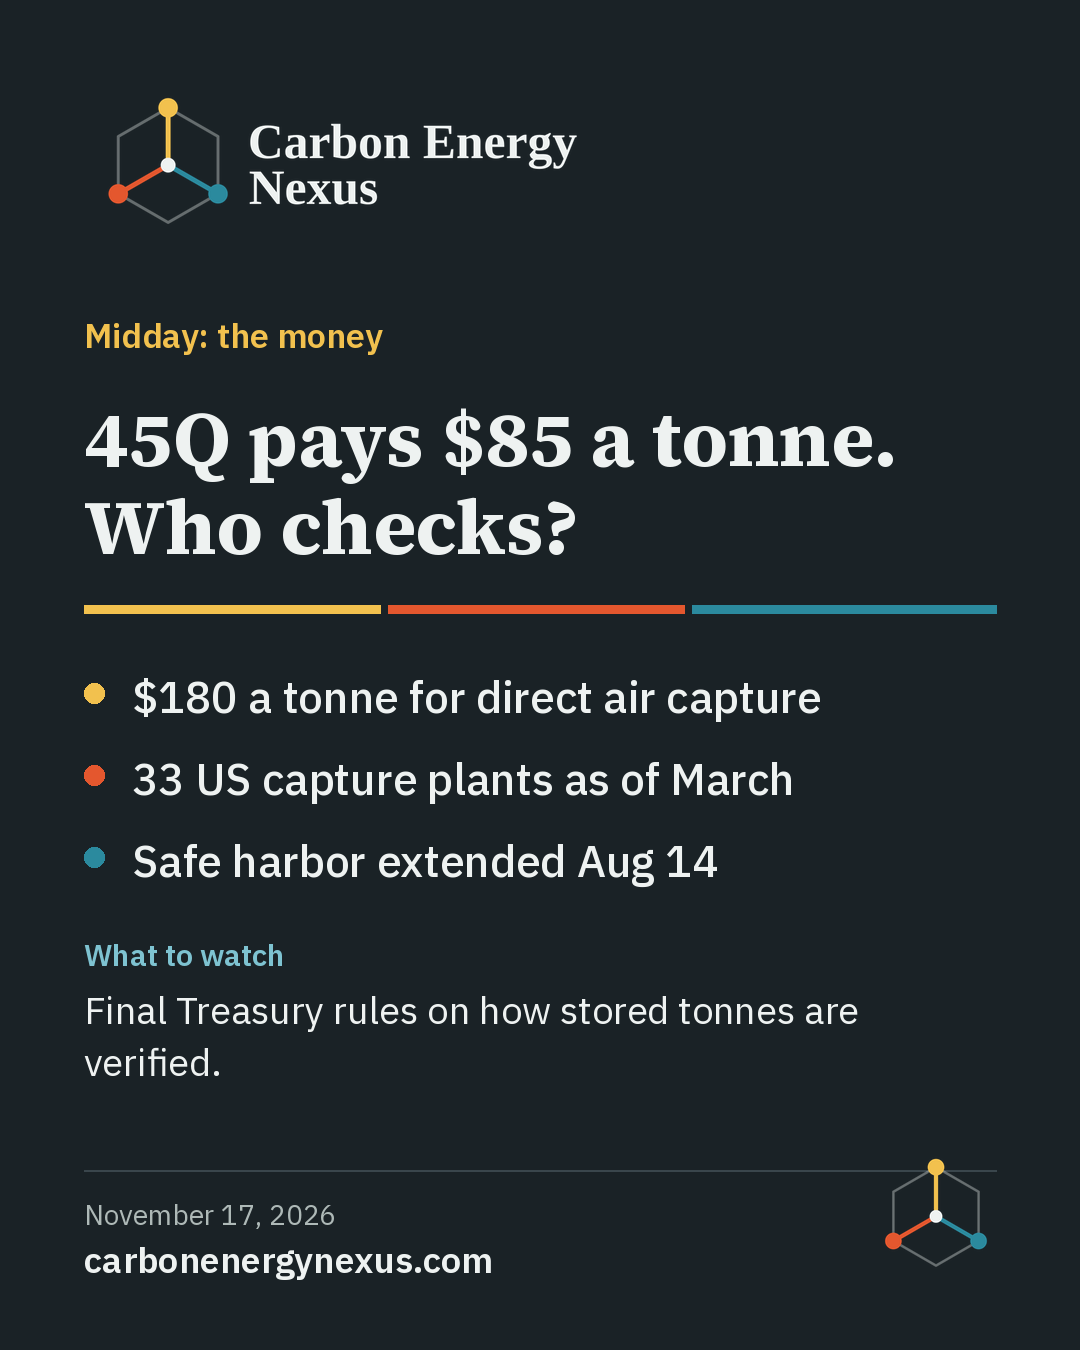 Carbon Energy
Nexus
Midday: the money
45Q pays $85 a tonne.
Who checks?
$180 a tonne for direct air capture
33 US capture plants as of March
Safe harbor extended Aug 14
What to watch
Final Treasury rules on how stored tonnes are
verified.
November 17, 2026
carbonenergynexus.com